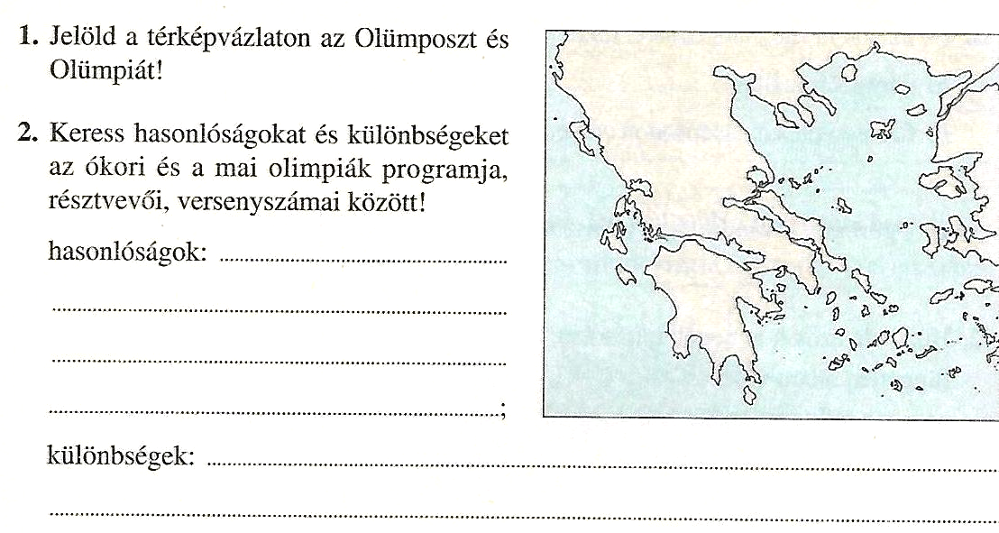 1. Jelöld a térképvázlaton az Olümposzt és
Olümpiát!
2. Keress hasonlóságokat és különbségeket
az ókori és a mai olimpiák programja,
résztvevői, versenyszámai között!
hasonlóságok: ..........
..........
..........
..........;
különbségek: ..........
..........